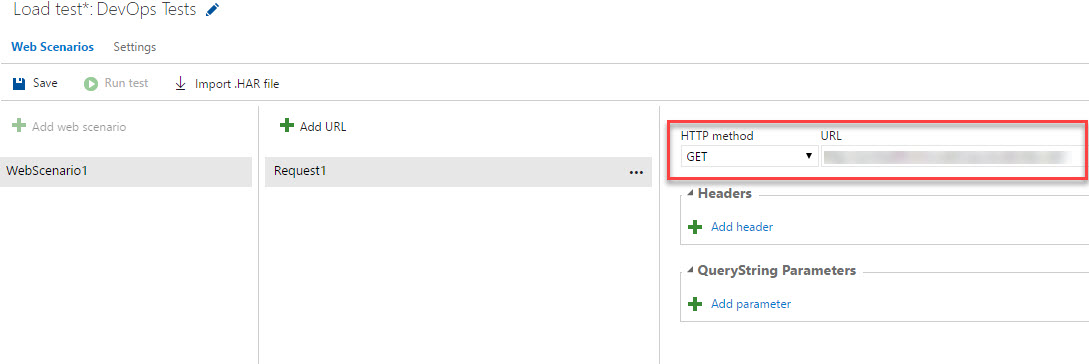 Load test*: DevOps Tests
Web Scenarios Settings
Save Run test Import .HAR file
Add web scenario
Add URL
HTTP method URL
GET
WebScenario1
Request1
Headers
Add header
QueryString Parameters
Add parameter